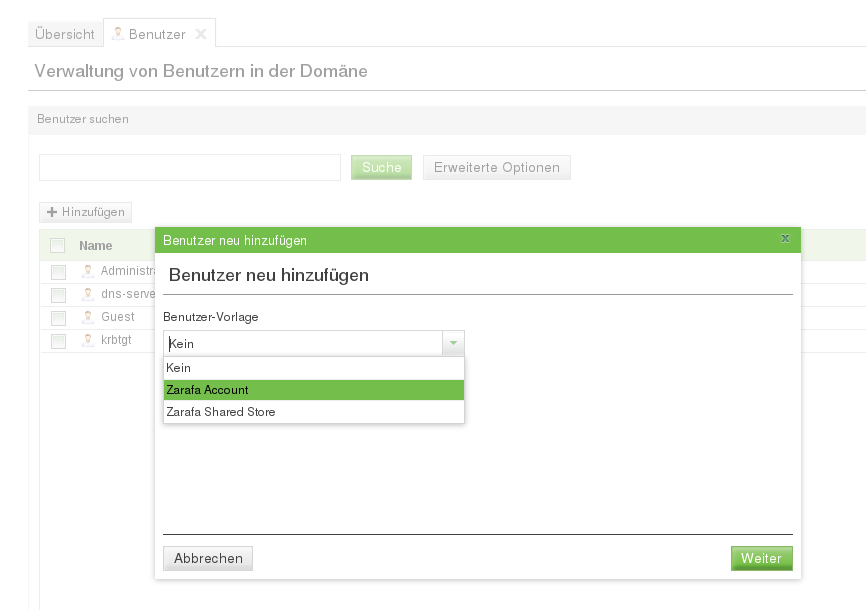 Übersicht
Benutzer
Verwaltung von Benutzern in der Domäne
Benutzer suchen
Suche
Erweiterte Optionen
Hinzufügen
Name
Administra
dns-serve
Guest
krbtgt
Benutzer neu hinzufügen
Benutzer neu hinzufügen
Benutzer-Vorlage
Kein
Kein
Zarafa Account
Zarafa Shared Store
Abbrechen
Weiter